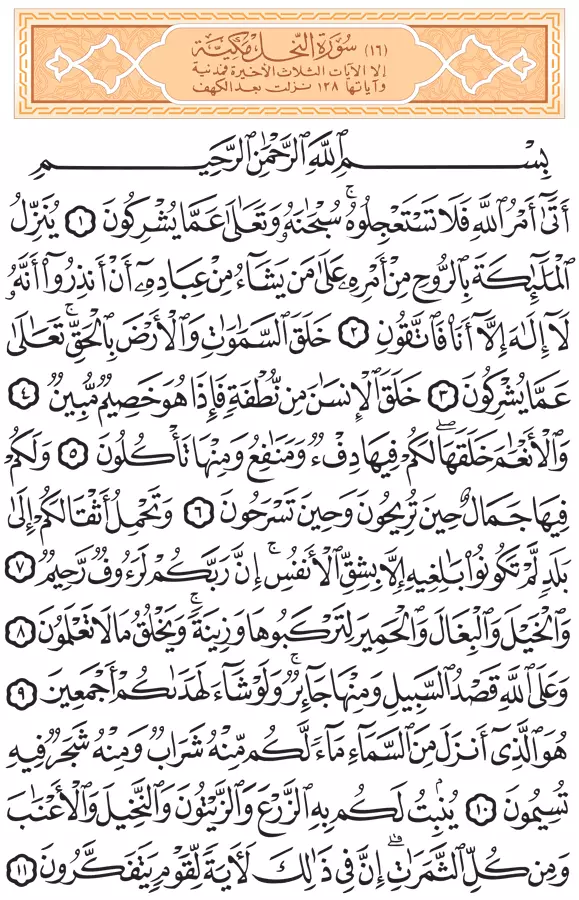 (١٦) سُورَةُ النَّحْلِ مَكِّيَّة
إلا الآيات الثلاث الأخيرة فمدنية
وآياتها ١٢٨ نزلت بعد الكهف
بِسْمِ ٱللَّهِ ٱلرَّحْمَٰنِ ٱلرَّحِيمِ
أَتَىٰٓ أَمْرُ ٱللَّهِ فَلَا تَسْتَعْجِلُوهُ ۚ سُبْحَٰنَهُۥ وَتَعَٰلَىٰ عَمَّا يُشْرِكُونَ ١ يُنَزِّلُ
ٱلْمَلَٰٓئِكَةَ بِٱلرُّوحِ مِنْ أَمْرِهِۦ عَلَىٰ مَن يَشَآءُ مِنْ عِبَادِهِۦٓ أَنْ أَنذِرُوٓا۟ أَنَّهُۥ
لَآ إِلَٰهَ إِلَّآ أَنَا۠ فَٱتَّقُونِ ٢ خَلَقَ ٱلسَّمَٰوَٰتِ وَٱلْأَرْضَ بِٱلْحَقِّ ۚ تَعَٰلَىٰ
عَمَّا يُشْرِكُونَ ٣ خَلَقَ ٱلْإِنسَٰنَ مِن نُّطْفَةٍ فَإِذَا هُوَ خَصِيمٌ مُّبِينٌ ٤
وَٱلْأَنْعَٰمَ خَلَقَهَا ۗ لَكُمْ فِيهَا دِفْءٌ وَمَنَٰفِعُ وَمِنْهَا تَأْكُلُونَ ٥ وَلَكُمْ
فِيهَا جَمَالٌ حِينَ تُرِيحُونَ وَحِينَ تَسْرَحُونَ ٦ وَتَحْمِلُ أَثْقَالَكُمْ إِلَىٰ
بَلَدٍ لَّمْ تَكُونُوا۟ بَٰلِغِيهِ إِلَّا بِشِقِّ ٱلْأَنفُسِ ۚ إِنَّ رَبَّكُمْ لَرَءُوفٌ رَّحِيمٌ ٧
وَٱلْخَيْلَ وَٱلْبِغَالَ وَٱلْحَمِيرَ لِتَرْكَبُوهَا وَزِينَةً ۚ وَيَخْلُقُ مَا لَا تَعْلَمُونَ ٨
وَعَلَى ٱللَّهِ قَصْدُ ٱلسَّبِيلِ وَمِنْهَا جَآئِرٌ ۚ وَلَوْ شَآءَ لَهَدَىٰكُمْ أَجْمَعِينَ ٩
هُوَ ٱلَّذِىٓ أَنزَلَ مِنَ ٱلسَّمَآءِ مَآءً ۖ لَّكُم مِّنْهُ شَرَابٌ وَمِنْهُ شَجَرٌ فِيهِ
تُسِيمُونَ ١٠ يُنۢبِتُ لَكُم بِهِ ٱلزَّرْعَ وَٱلزَّيْتُونَ وَٱلنَّخِيلَ وَٱلْأَعْنَٰبَ
وَمِن كُلِّ ٱلثَّمَرَٰتِ ۗ إِنَّ فِى ذَٰلِكَ لَءَايَةً لِّقَوْمٍ يَتَفَكَّرُونَ ١١